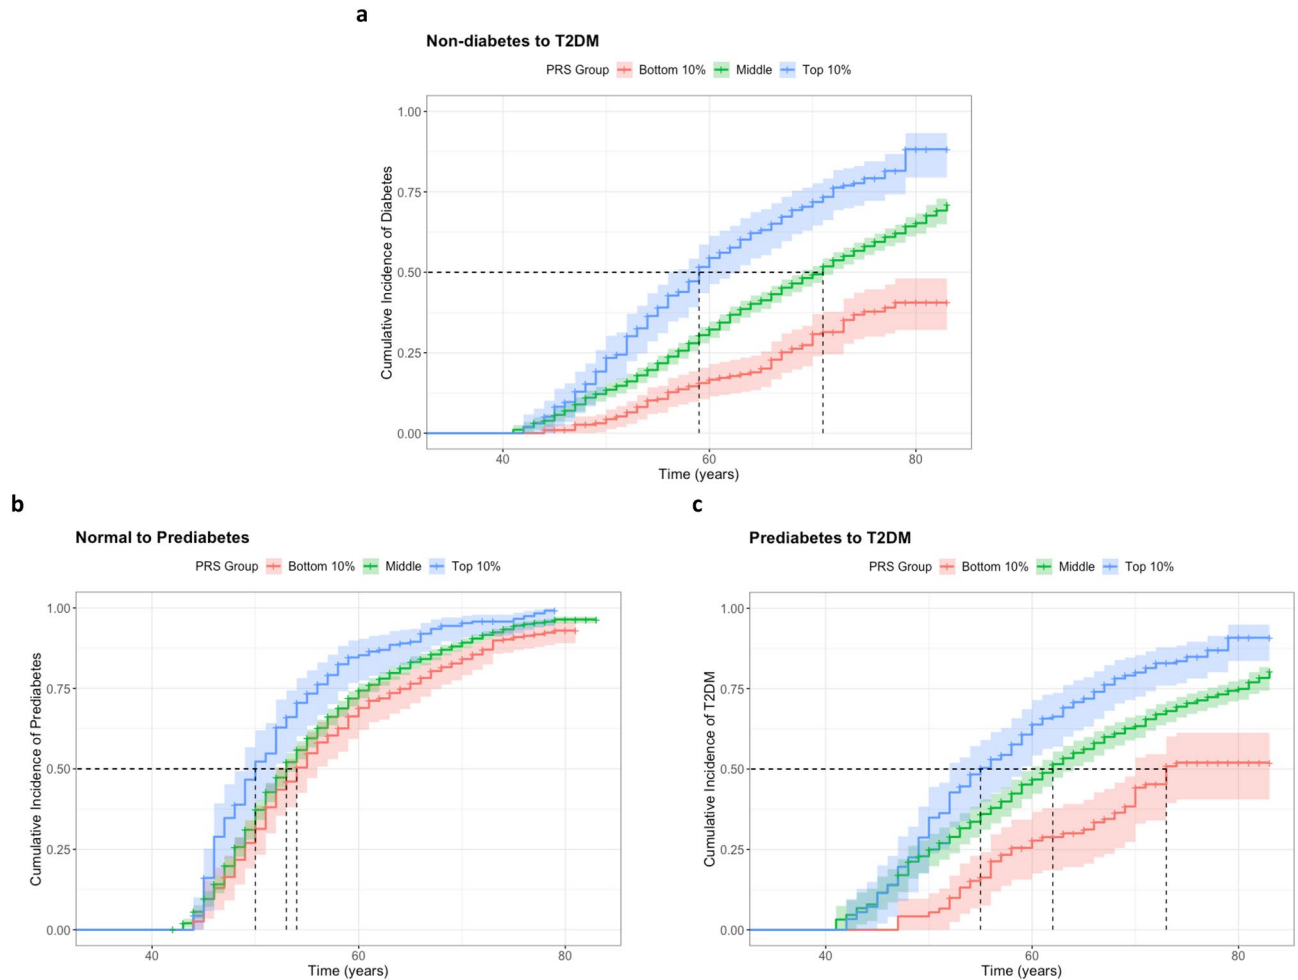 a
Non-diabetes to T2DM
PRS Group Bottom 10% Middle Top 10%
Cumulative Incidence of Diabetes
1.00
0.75
0.50
0.25
0.00
40 60 80
Time (years)
b
Normal to Prediabetes
PRS Group Bottom 10% Middle Top 10%
Cumulative Incidence of Prediabetes
1.00
0.75
0.50
0.25
0.00
40 60 80
Time (years)
c
Prediabetes to T2DM
PRS Group Bottom 10% Middle Top 10%
Cumulative Incidence of T2DM
1.00
0.75
0.50
0.25
0.00
40 60 80
Time (years)